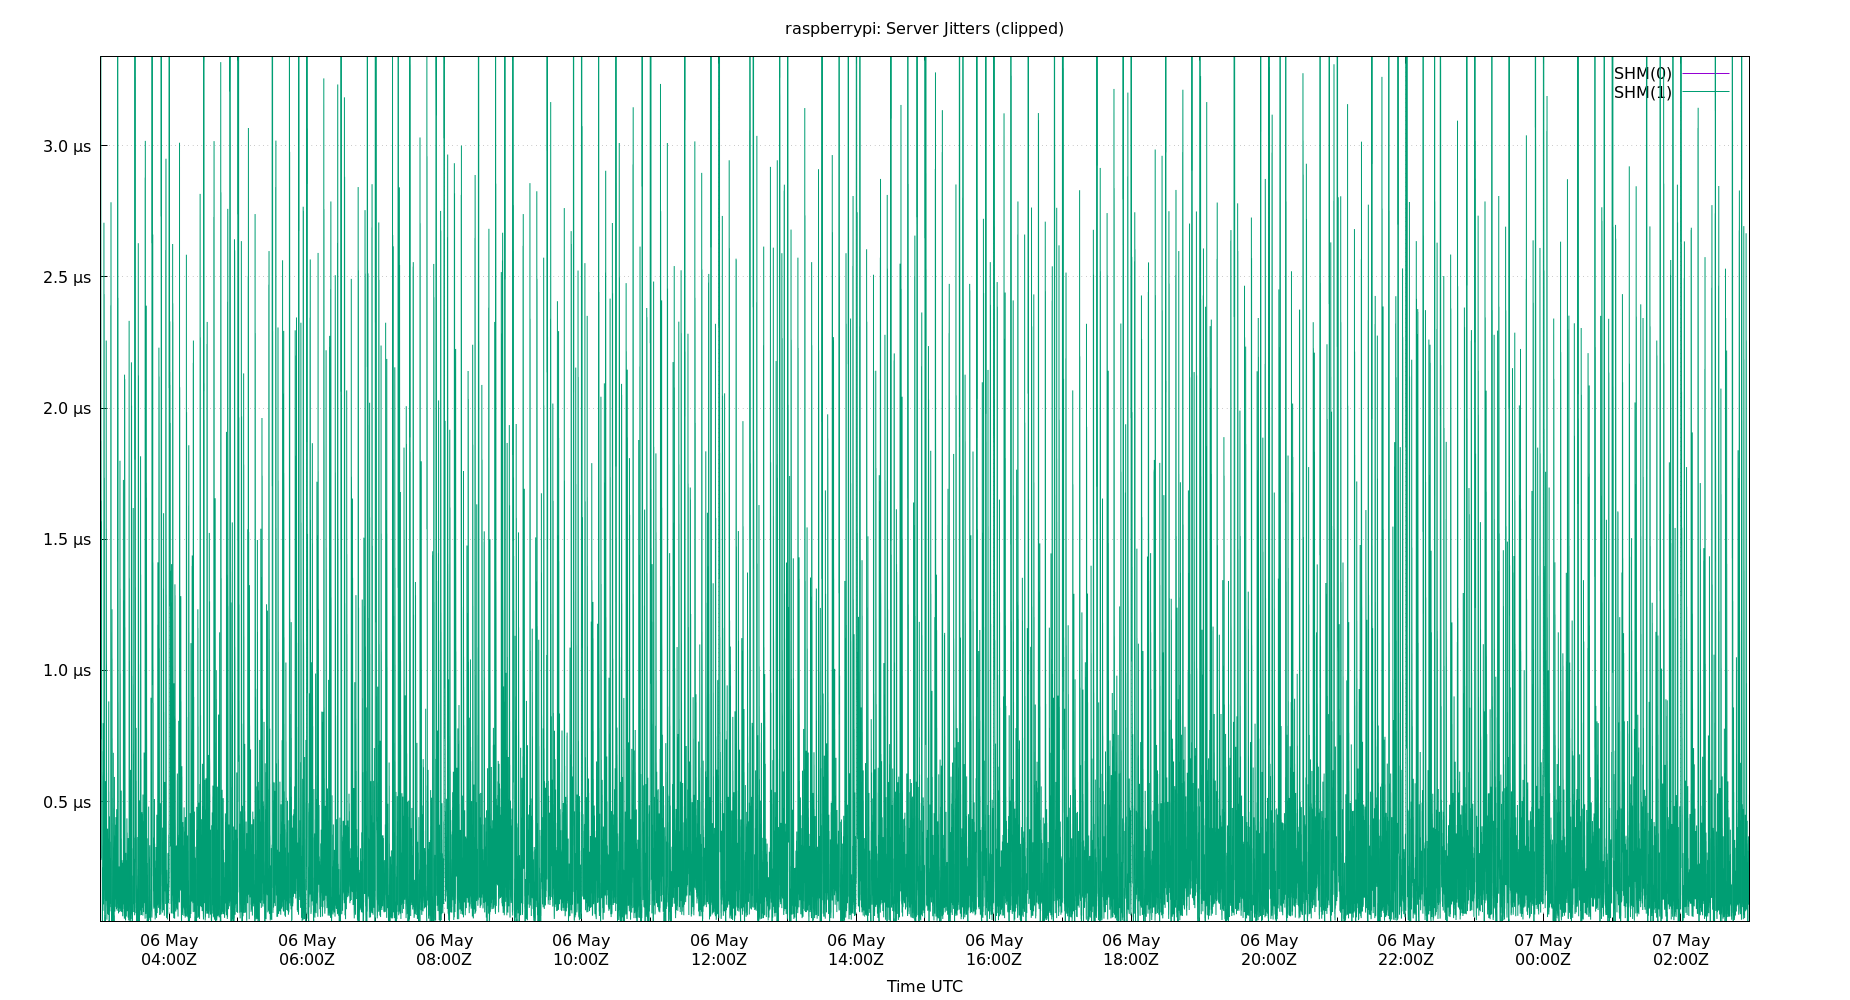 raspberrypi: Server Jitters (clipped)
SHM(0)
SHM(1)
3.0 µs
2.5 µs
2.0 µs
1.5 µs
1.0 µs
0.5 µs
06 May 06 May 06 May 06 May 06 May 06 May 06 May 06 May 06 May 06 May 07 May 07 May
04:00Z 06:00Z 08:00Z 10:00Z 12:00Z 14:00Z 16:00Z 18:00Z 20:00Z 22:00Z 00:00Z 02:00Z
Time UTC